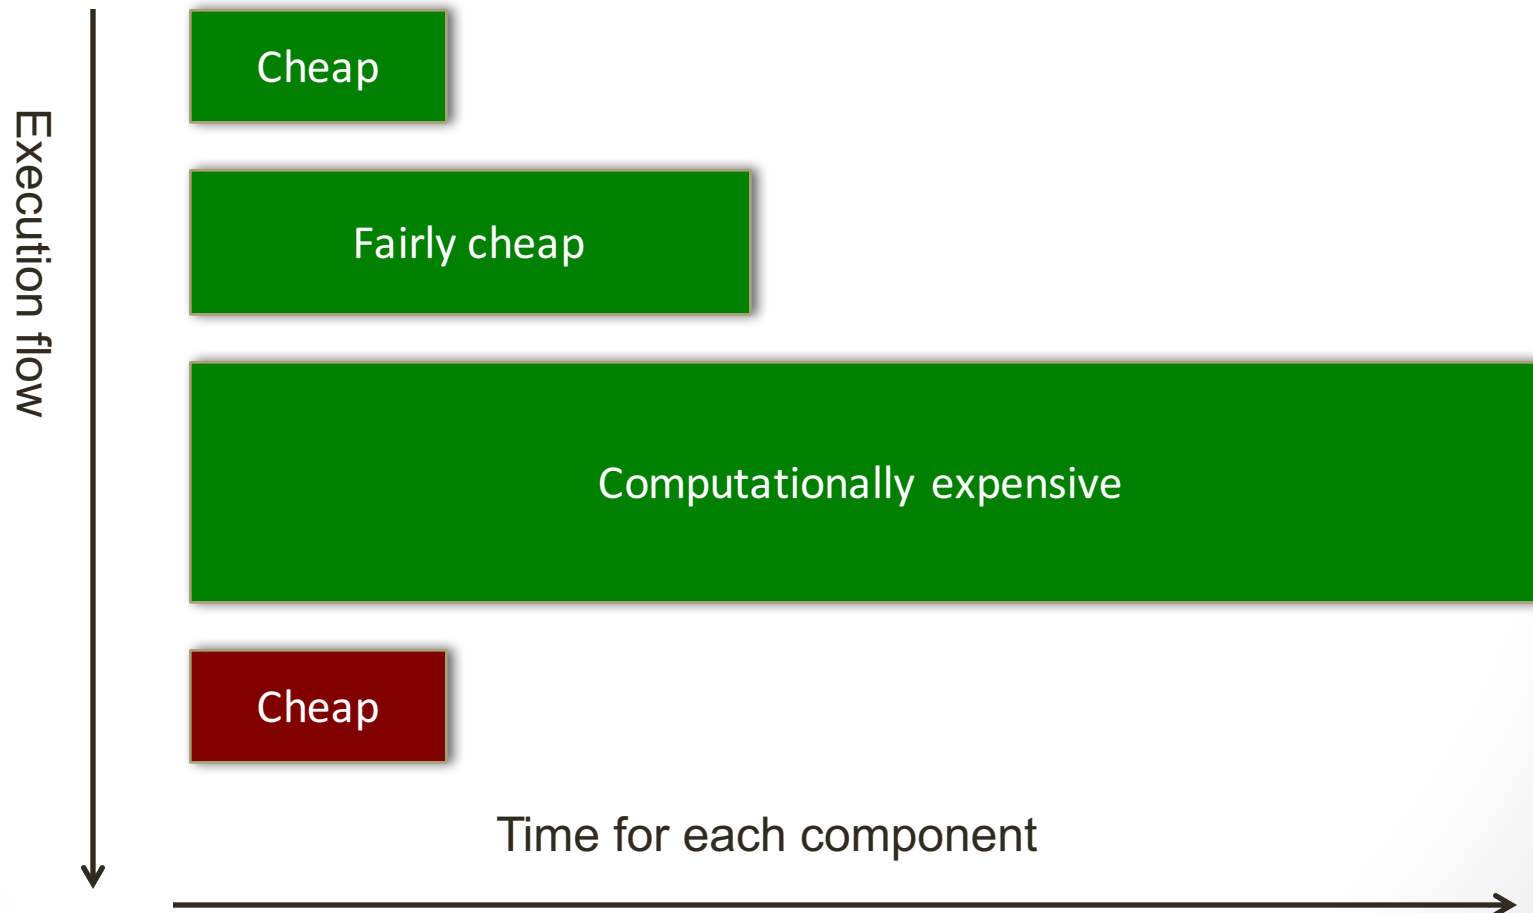 Cheap
Execution flow
Fairly cheap
Computationally expensive
Cheap
Time for each component